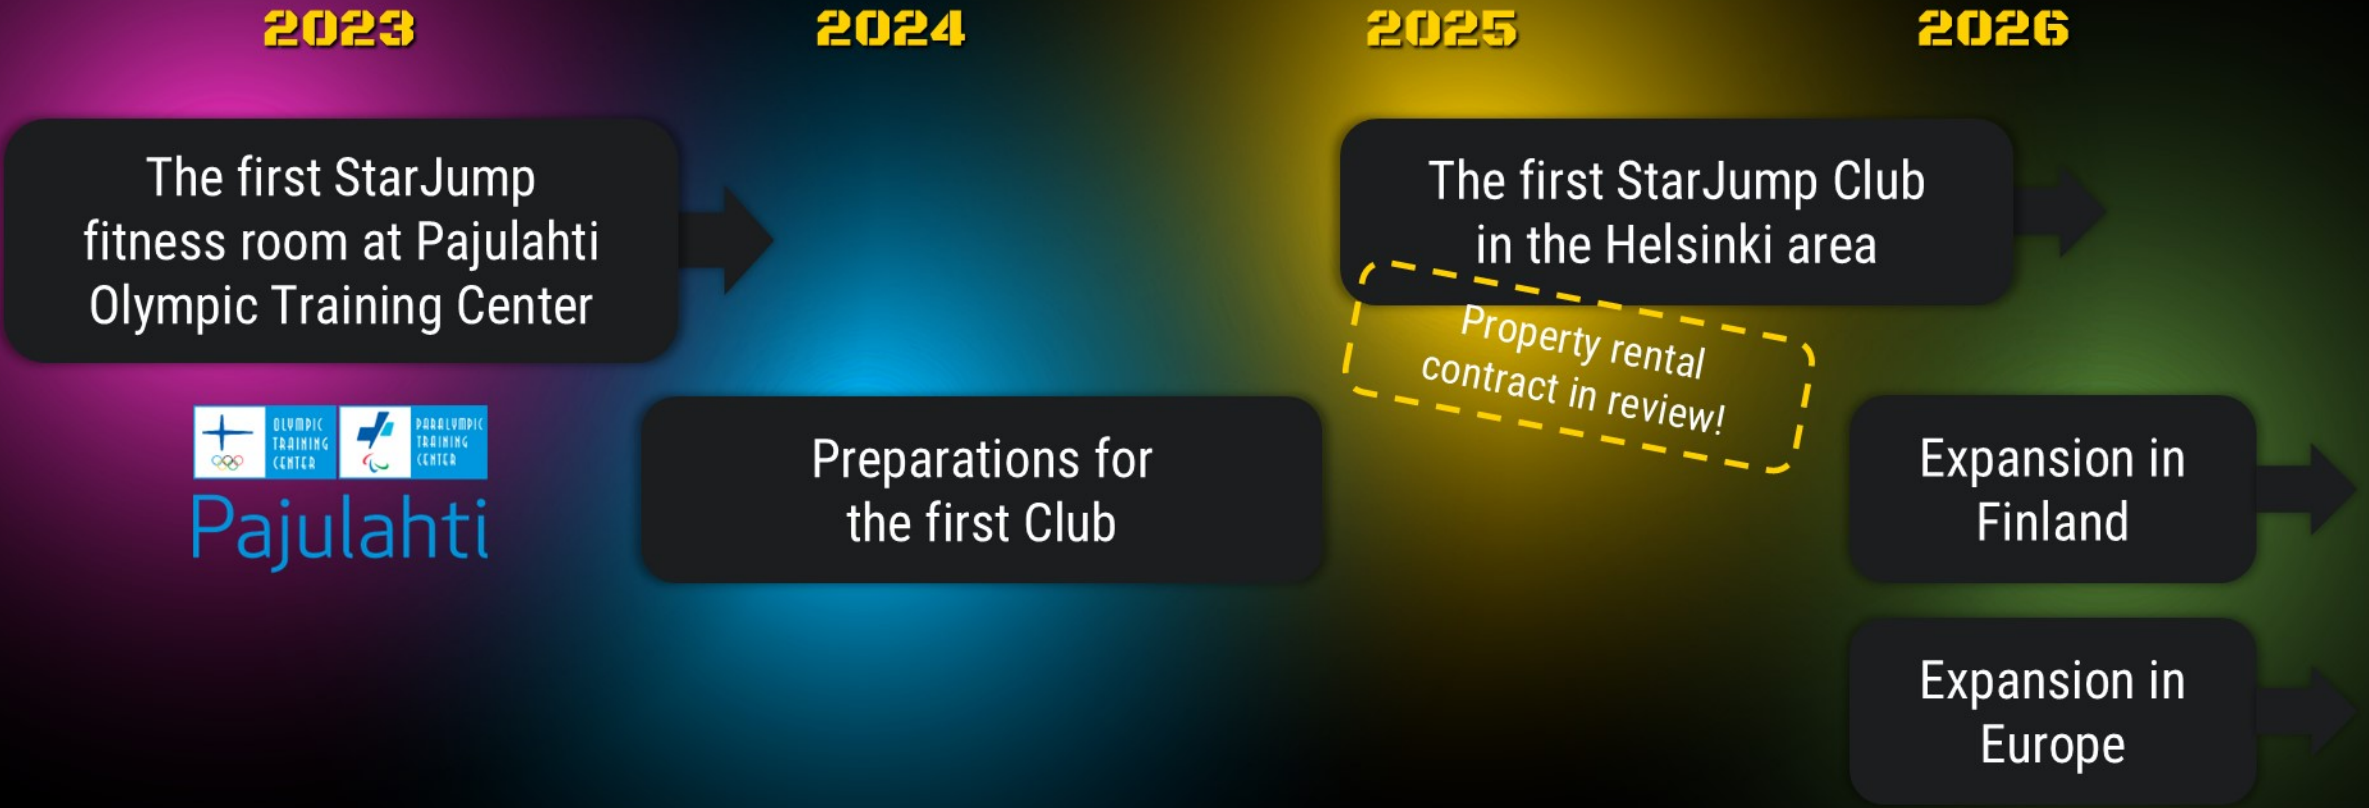 2023
2024
2025
2026
The first StarJump
fitness room at Pajulahti
Olympic Training Center
OLYMPIC
TRAINING
CENTER
PARALYMPIC
TRAINING
CENTER
Pajulahti
Preparations for
the first Club
The first StarJump Club
in the Helsinki area
Property rental
contract in review!
Expansion in
Finland
Expansion in
Europe